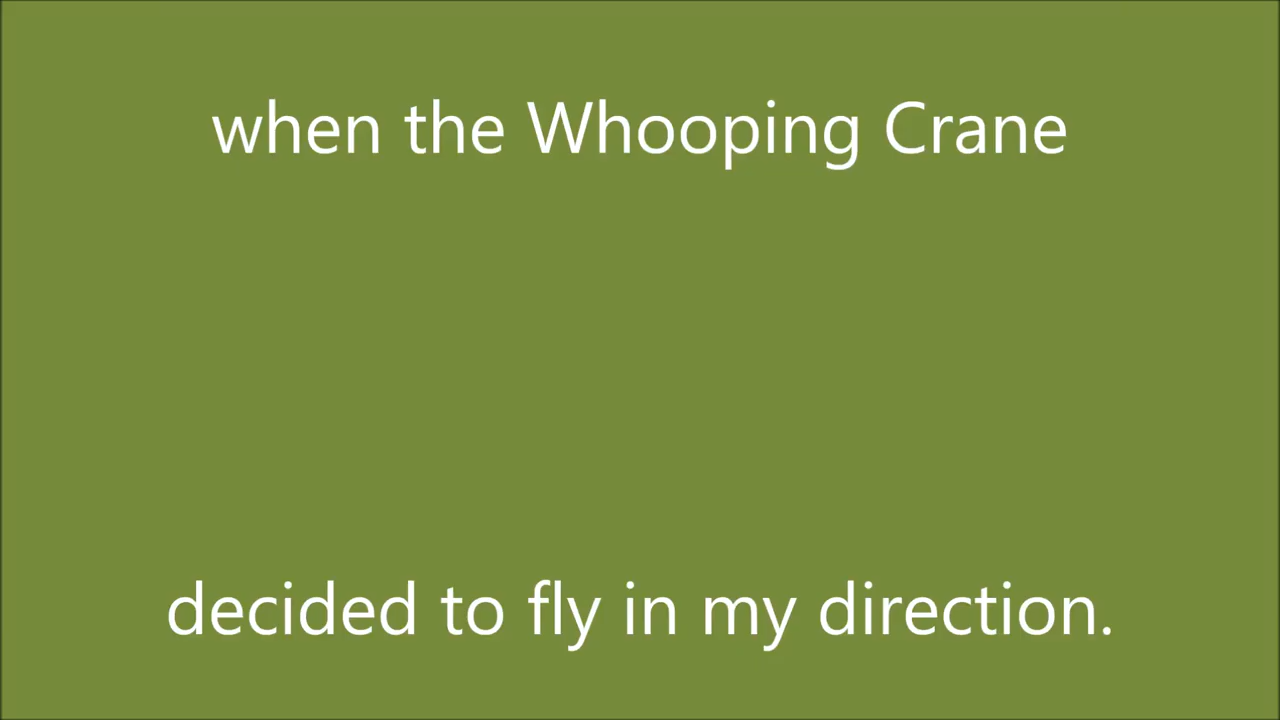 when the Whooping Crane
decided to fly in my direction.